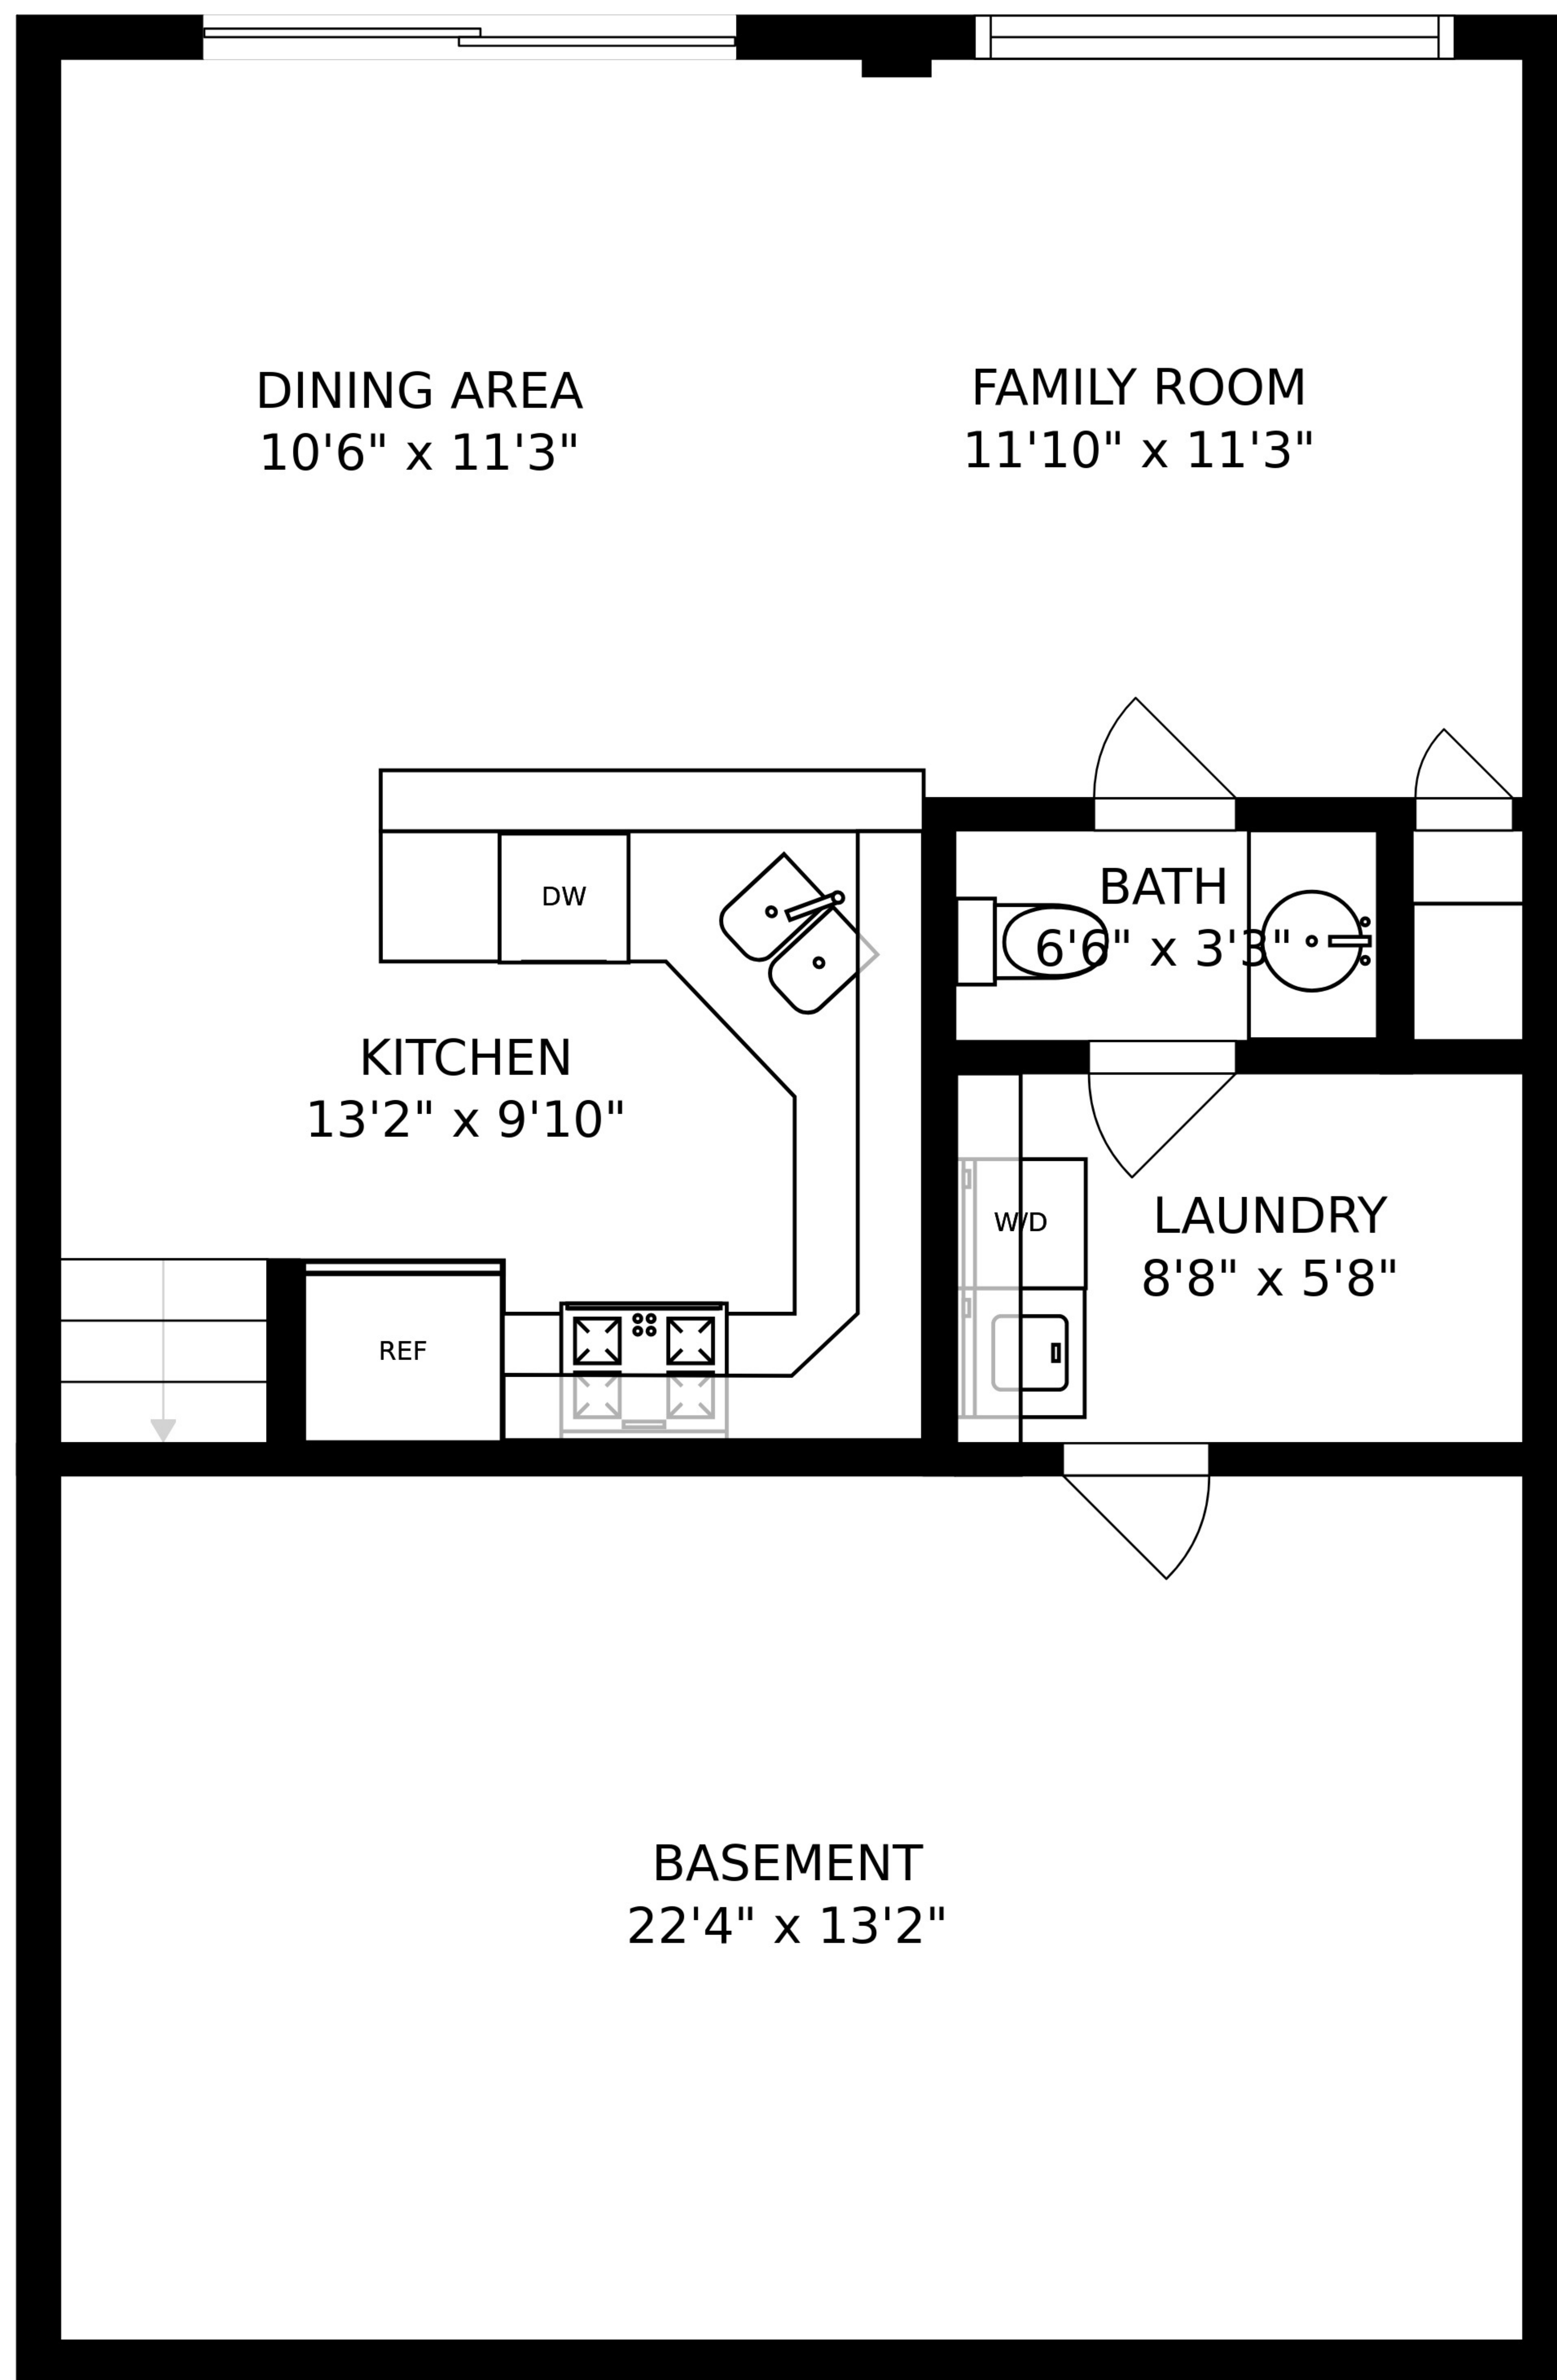 DINING AREA
10'6" x 11'3"
FAMILY ROOM
11'10" x 11'3"
DW
BATH
6'6" x 3'3"
KITCHEN
13'2" x 9'10"
W/D
LAUNDRY
8'8" x 5'8"
REF
BASEMENT
22'4" x 13'2"